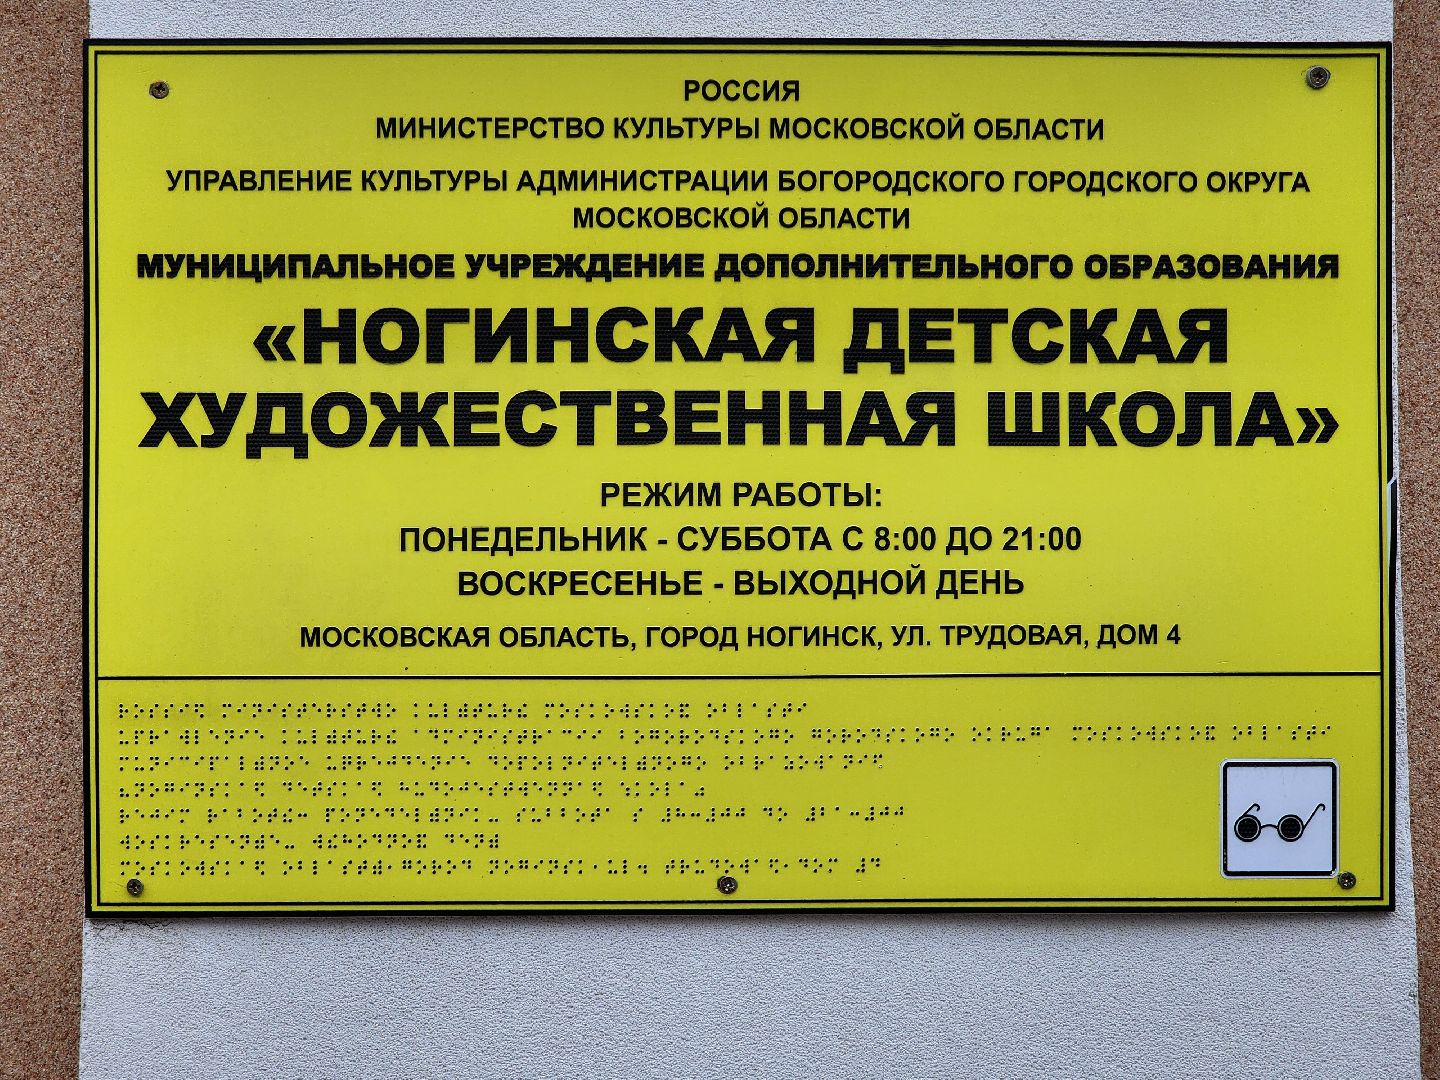 РОССИЯ
МИНИСТЕРСТВО КУЛЬТУРЫ МОСКОВСКОЙ ОБЛАСТИ
УПРАВЛЕНИЕ КУЛЬТУРЫ АДМИНИСТРАЦИИ БОГОРОДСКОГО ГОРОДСКОГО ОКРУГА
МОСКОВСКОЙ ОБЛАСТИ
МУНИЦИПАЛЬНОЕ УЧРЕЖДЕНИЕ ДОПОЛНИТЕЛЬНОГО ОБРАЗОВАНИЯ
«НОГИНСКАЯ ДЕТСКАЯ
ХУДОЖЕСТВЕННАЯ ШКОЛА»
РЕЖИМ РАБОТЫ:
ПОНЕДЕЛЬНИК - СУББОТА С 8:00 ДО 21:00
ВОСКРЕСЕНЬЕ - ВЫХОДНОЙ ДЕНЬ
МОСКОВСКАЯ ОБЛАСТЬ, ГОРОД НОГИНСК, УЛ. ТРУДОВАЯ, ДОМ 4